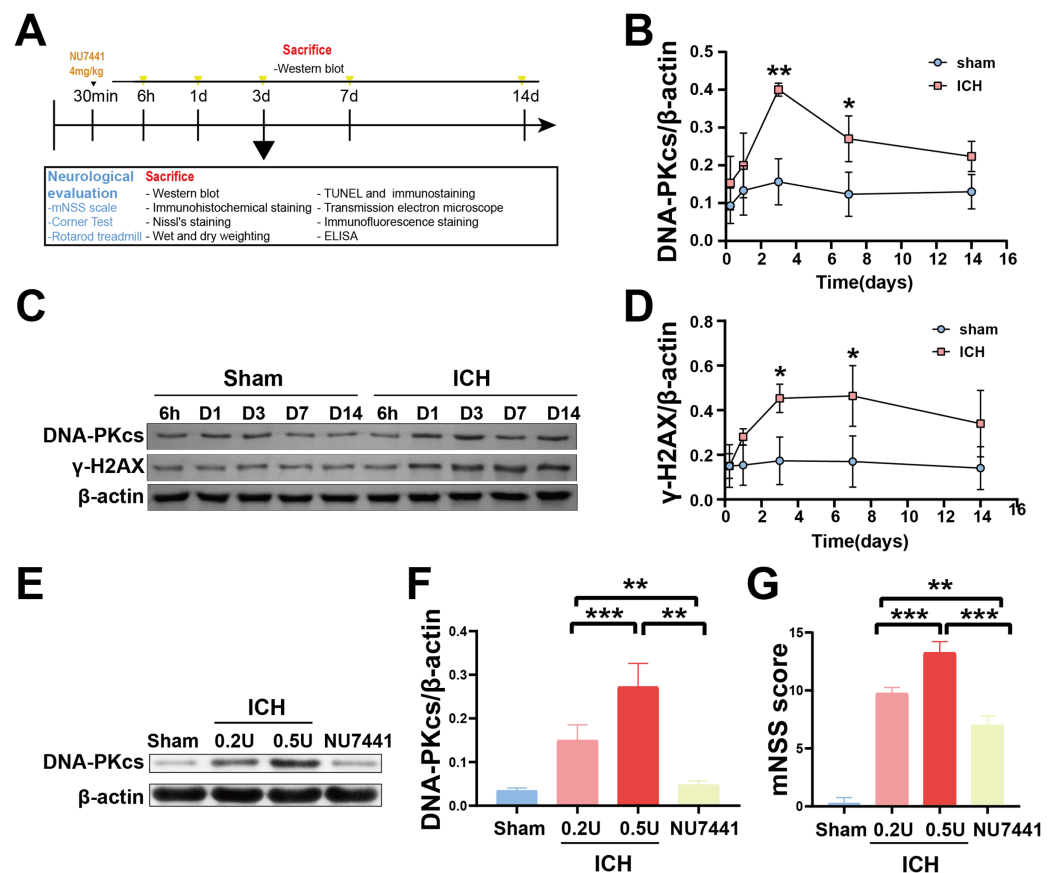 A
NU7441
4mg/kg
Sacrifice
-Western blot
30min 6h 1d 3d 7d 14d
Neurological evaluation
-mNSS scale
-Corner Test
-Rotarod treadmill
Sacrifice
- Western blot
- Immunohistochemical staining
- Nissl's staining
- Wet and dry weighting
- TUNEL and immunostaining
- Transmission electron microscope
- Immunofluorescence staining
- ELISA
B
DNA-PKcs/β-actin
0.5
0.4
0.3
0.2
0.1
0.0
**
*
sham
ICH
0 2 4 6 8 10 12 14 16
Time(days)
C
Sham ICH
6h D1 D3 D7 D14 6h D1 D3 D7 D14
DNA-PKcs
γ-H2AX
β-actin
D
γ-H2AX/β-actin
0.8
0.6
0.4
0.2
0.0
*
*
sham
ICH
0 2 4 6 8 10 12 14 16
Time(days)
E
ICH
Sham 0.2U 0.5U NU7441
DNA-PKcs
β-actin
F
DNA-PKcs/β-actin
**
*** **
0.4
0.3
0.2
0.1
0.0
Sham 0.2U 0.5U NU7441
ICH
G
mNSS score
**
*** ***
15
10
5
0
Sham 0.2U 0.5U NU7441
ICH